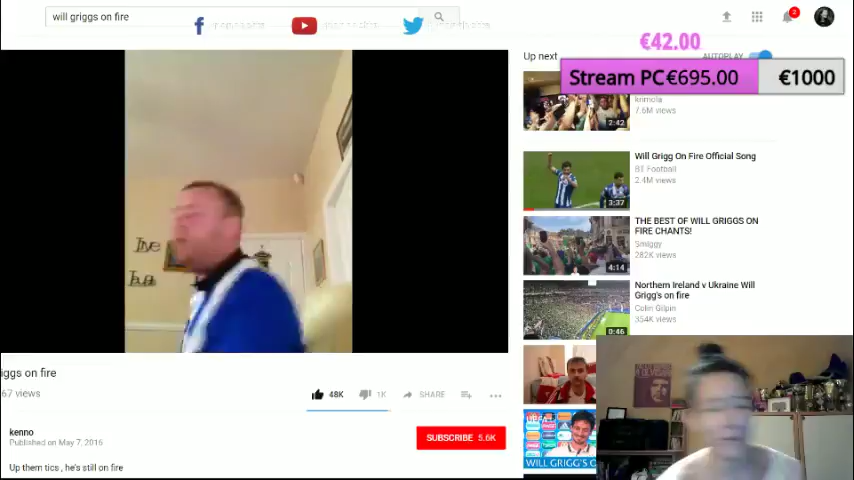 will griggs on fire
2
€42.00
Up next
AUTOPLAY
Stream PC€695.00
€1000
7.6M views
2:42
Will Grigg On Fire Official Song
BT Football
2.4M views
3:37
THE BEST OF WILL GRIGGS ON
FIRE CHANTS!
Smiggy
282K views
4:14
Northern Ireland v Ukraine Will
Grigg's on fire
Colin Gilpin
354K views
0:46
live
iggs on fire
67 views
48K
1K
SHARE
kenno
Published on May 7, 2016
SUBSCRIBE 5.6K
Up them tics , he's still on fire
WILL GRIGG'S